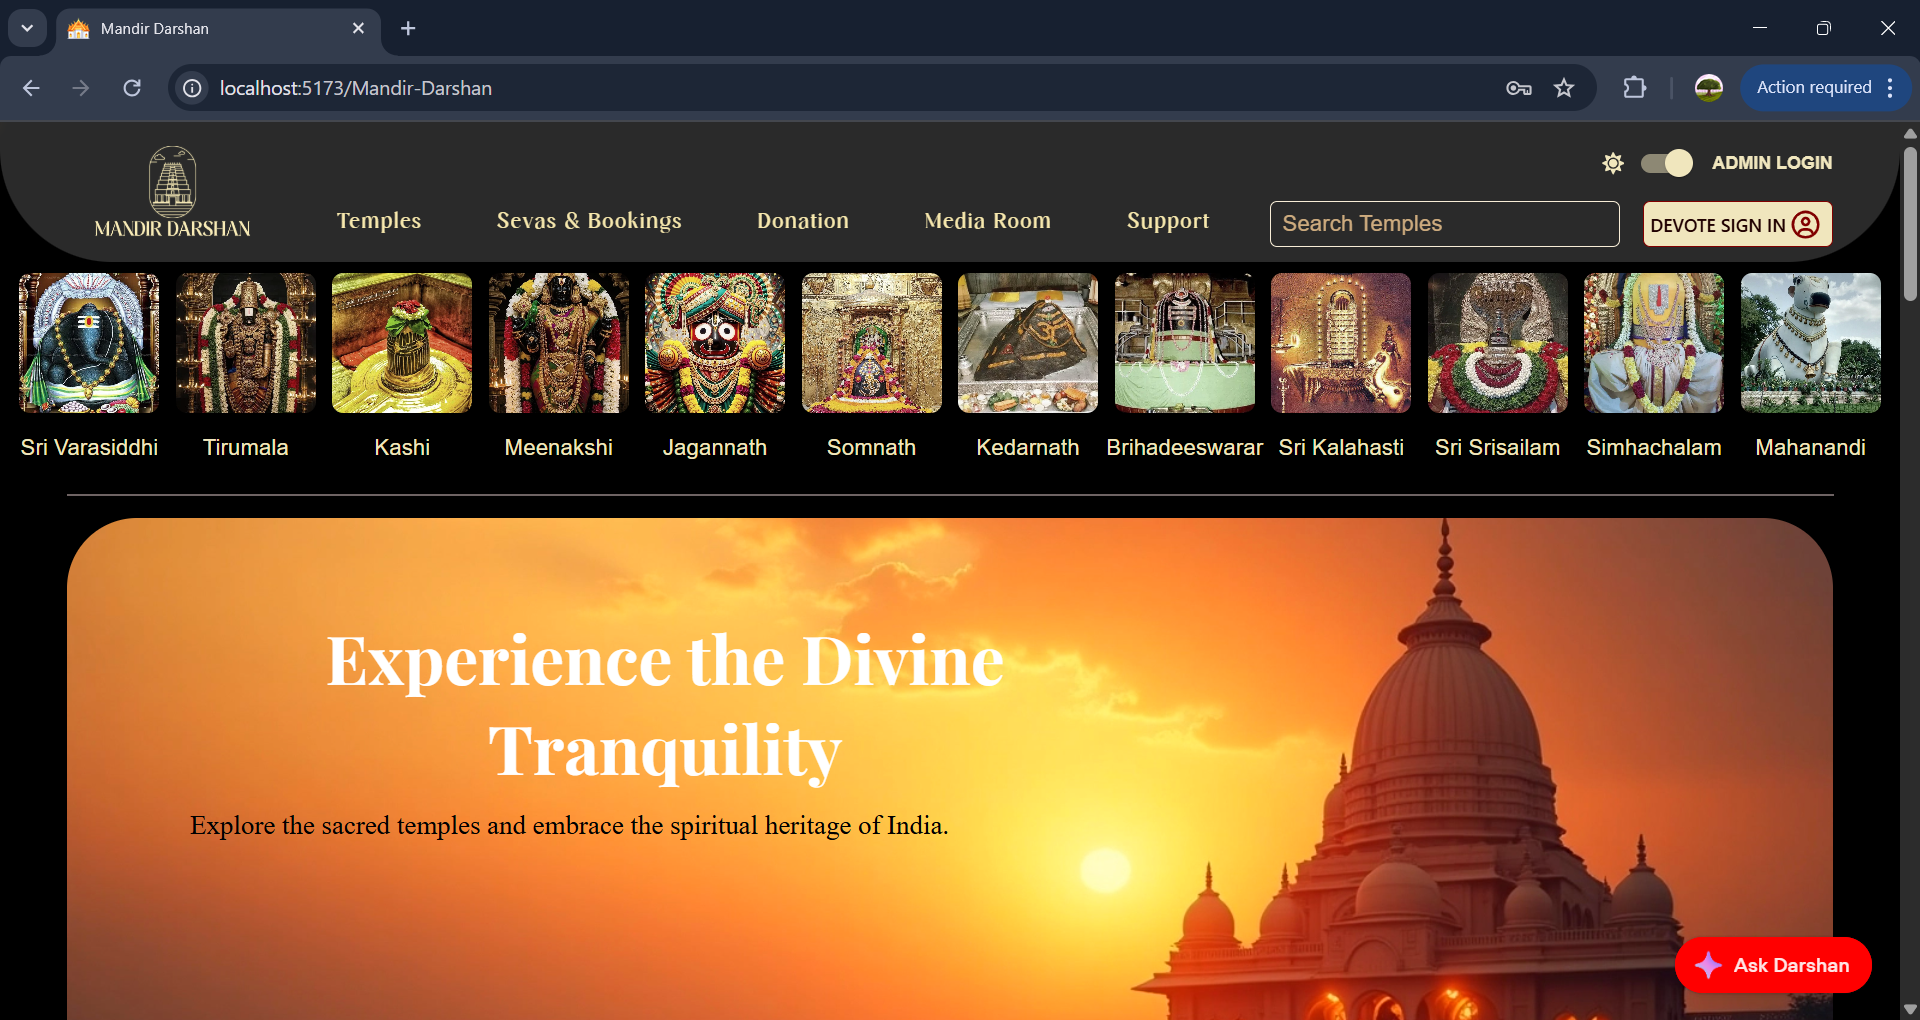 Mandir Darshan
localhost:5173/Mandir-Darshan
Action required
ADMIN LOGIN
MANDIR DARSHAN
Temples
Sevas & Bookings
Donation
Media Room
Support
Search Temples
DEVOTE SIGN IN
Sri Varasiddhi
Tirumala
Kashi
Meenakshi
Jagannath
Somnath
Kedarnath
Brihadeeswarar
Sri Kalahasti
Sri Srisailam
Simhachalam
Mahanandi
Experience the Divine
Tranquility
Explore the sacred temples and embrace the spiritual heritage of India.
Ask Darshan